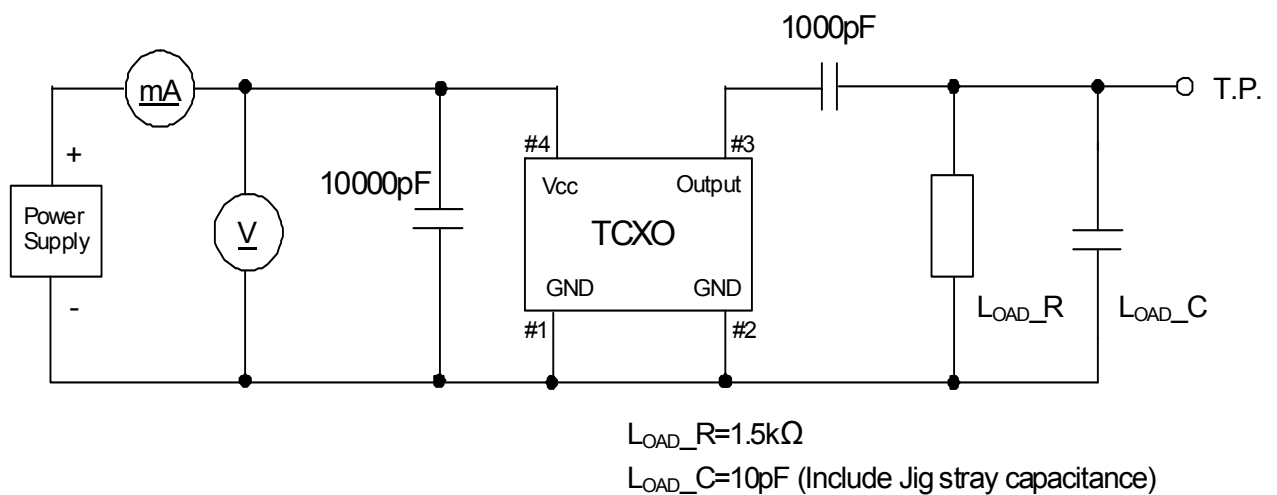 1000pF
mA
T.P.
+
#4
#3
10000pF
Vcc
Output
Power
Supply
V
TCXO
-
GND
GND
LOAD_R
LOAD_C
#1
#2
LOAD_R=1.5kΩ
LOAD_C=10pF (Include Jig stray capacitance)